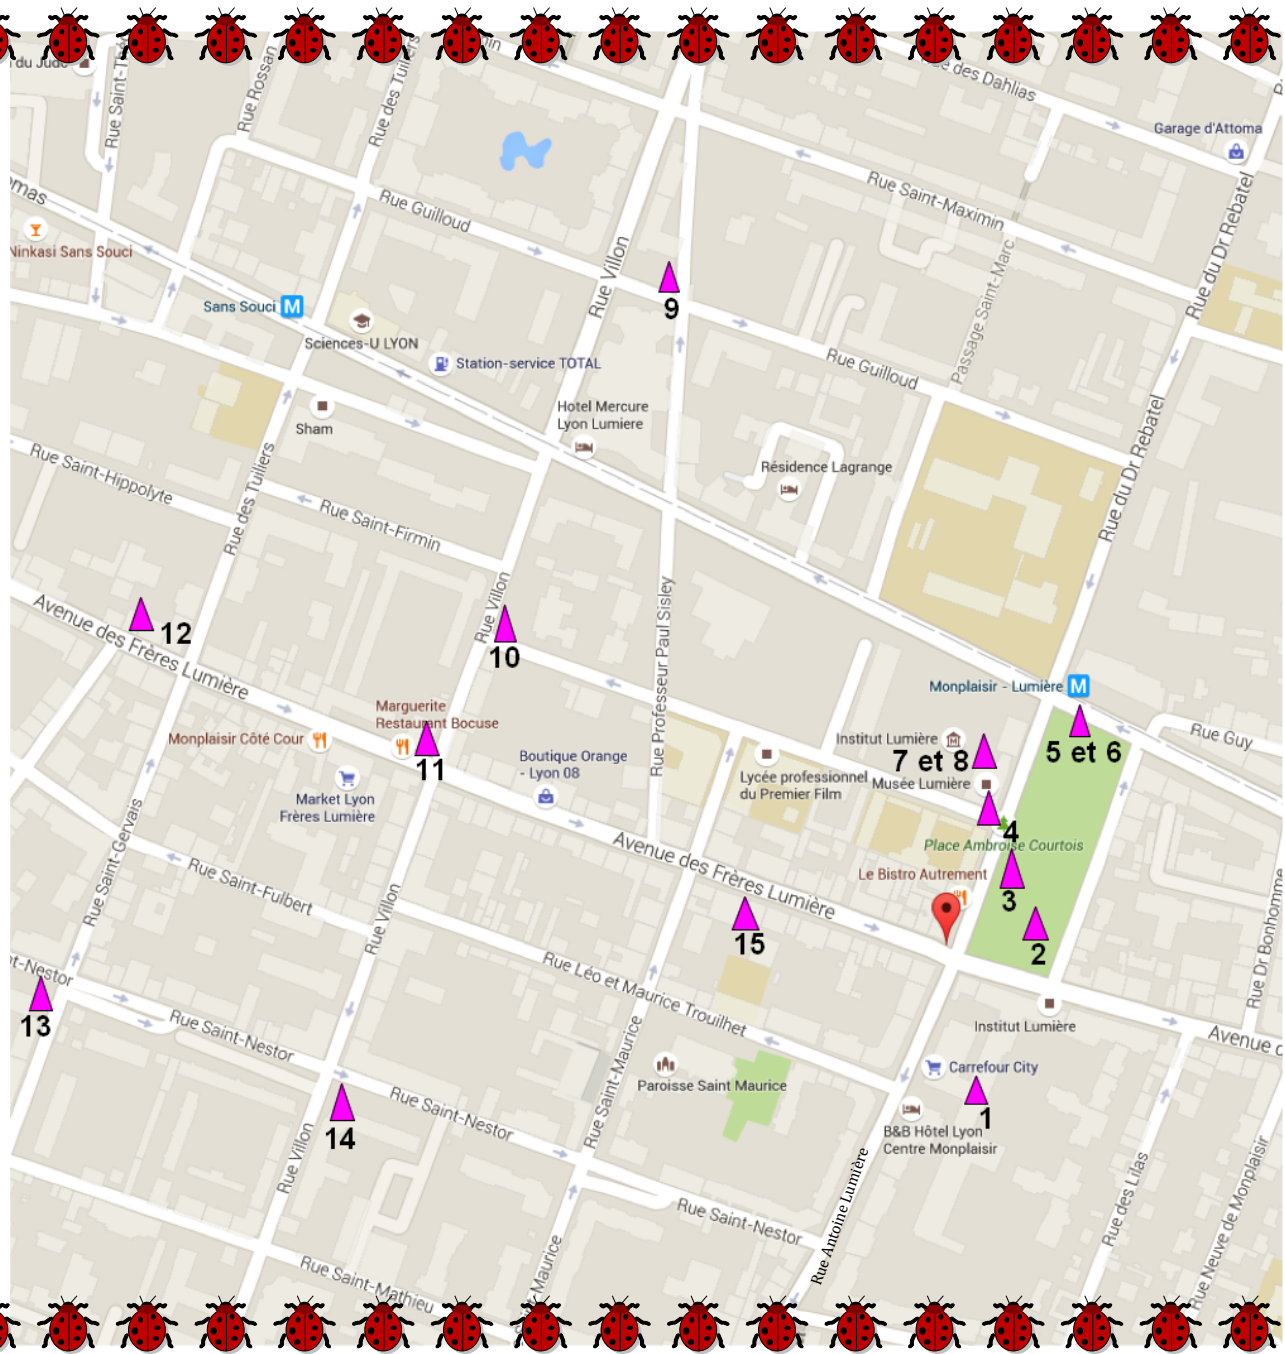 du Judo
Rue Rossan
Rue des Tuiliers
Rue des Dahlias
Garage d'Attoma
Rue Saint-Maximin
Rue Guilloud
Rue Villon
Passage Saint-Marc
Rue du Dr Rebatel
Ninkasi Sans Souci
Sans Souci M
9
Sciences-U LYON
Station-service TOTAL
Rue Guilloud
Hotel Mercure
Lyon Lumiere
Sham
Rue du Dr Rebatel
Rue Saint-Hippolyte
Rue des Tuiliers
Résidence Lagrange
Rue Saint-Firmin
Rue Villon
Rue Professeur Paul Sisley
Avenue des Frères Lumière
12
10
Monplaisir - Lumière M
Marguerite
Restaurant Bocuse
Monplaisir Côté Cour
11
Boutique Orange
- Lyon 08
Institut Lumière
7 et 8
5 et 6
Rue Guy
Lycée professionnel
du Premier Film
Musée Lumière
Market Lyon
Frères Lumière
4
Place Ambroise Courtois
Avenue des Frères Lumière
Le Bistro Autrement
Rue Saint-Gervais
Rue Saint-Fulbert
Rue Villon
3
15
2
Rue Dr Bonhomme
t-Nestor
13
Rue Léo et Maurice Trouilhet
Institut Lumière
Rue Saint-Nestor
Avenue d
Rue Saint-Maurice
Paroisse Saint Maurice
Carrefour City
1
Rue Saint-Nestor
14
B&B Hôtel Lyon
Centre Monplaisir
Rue Villon
Rue Saint-Nestor
Rue Antoine Lumière
Rue des Lilas
Rue Neuve de Monplaisir
Rue Saint-Mathieu
Maurice